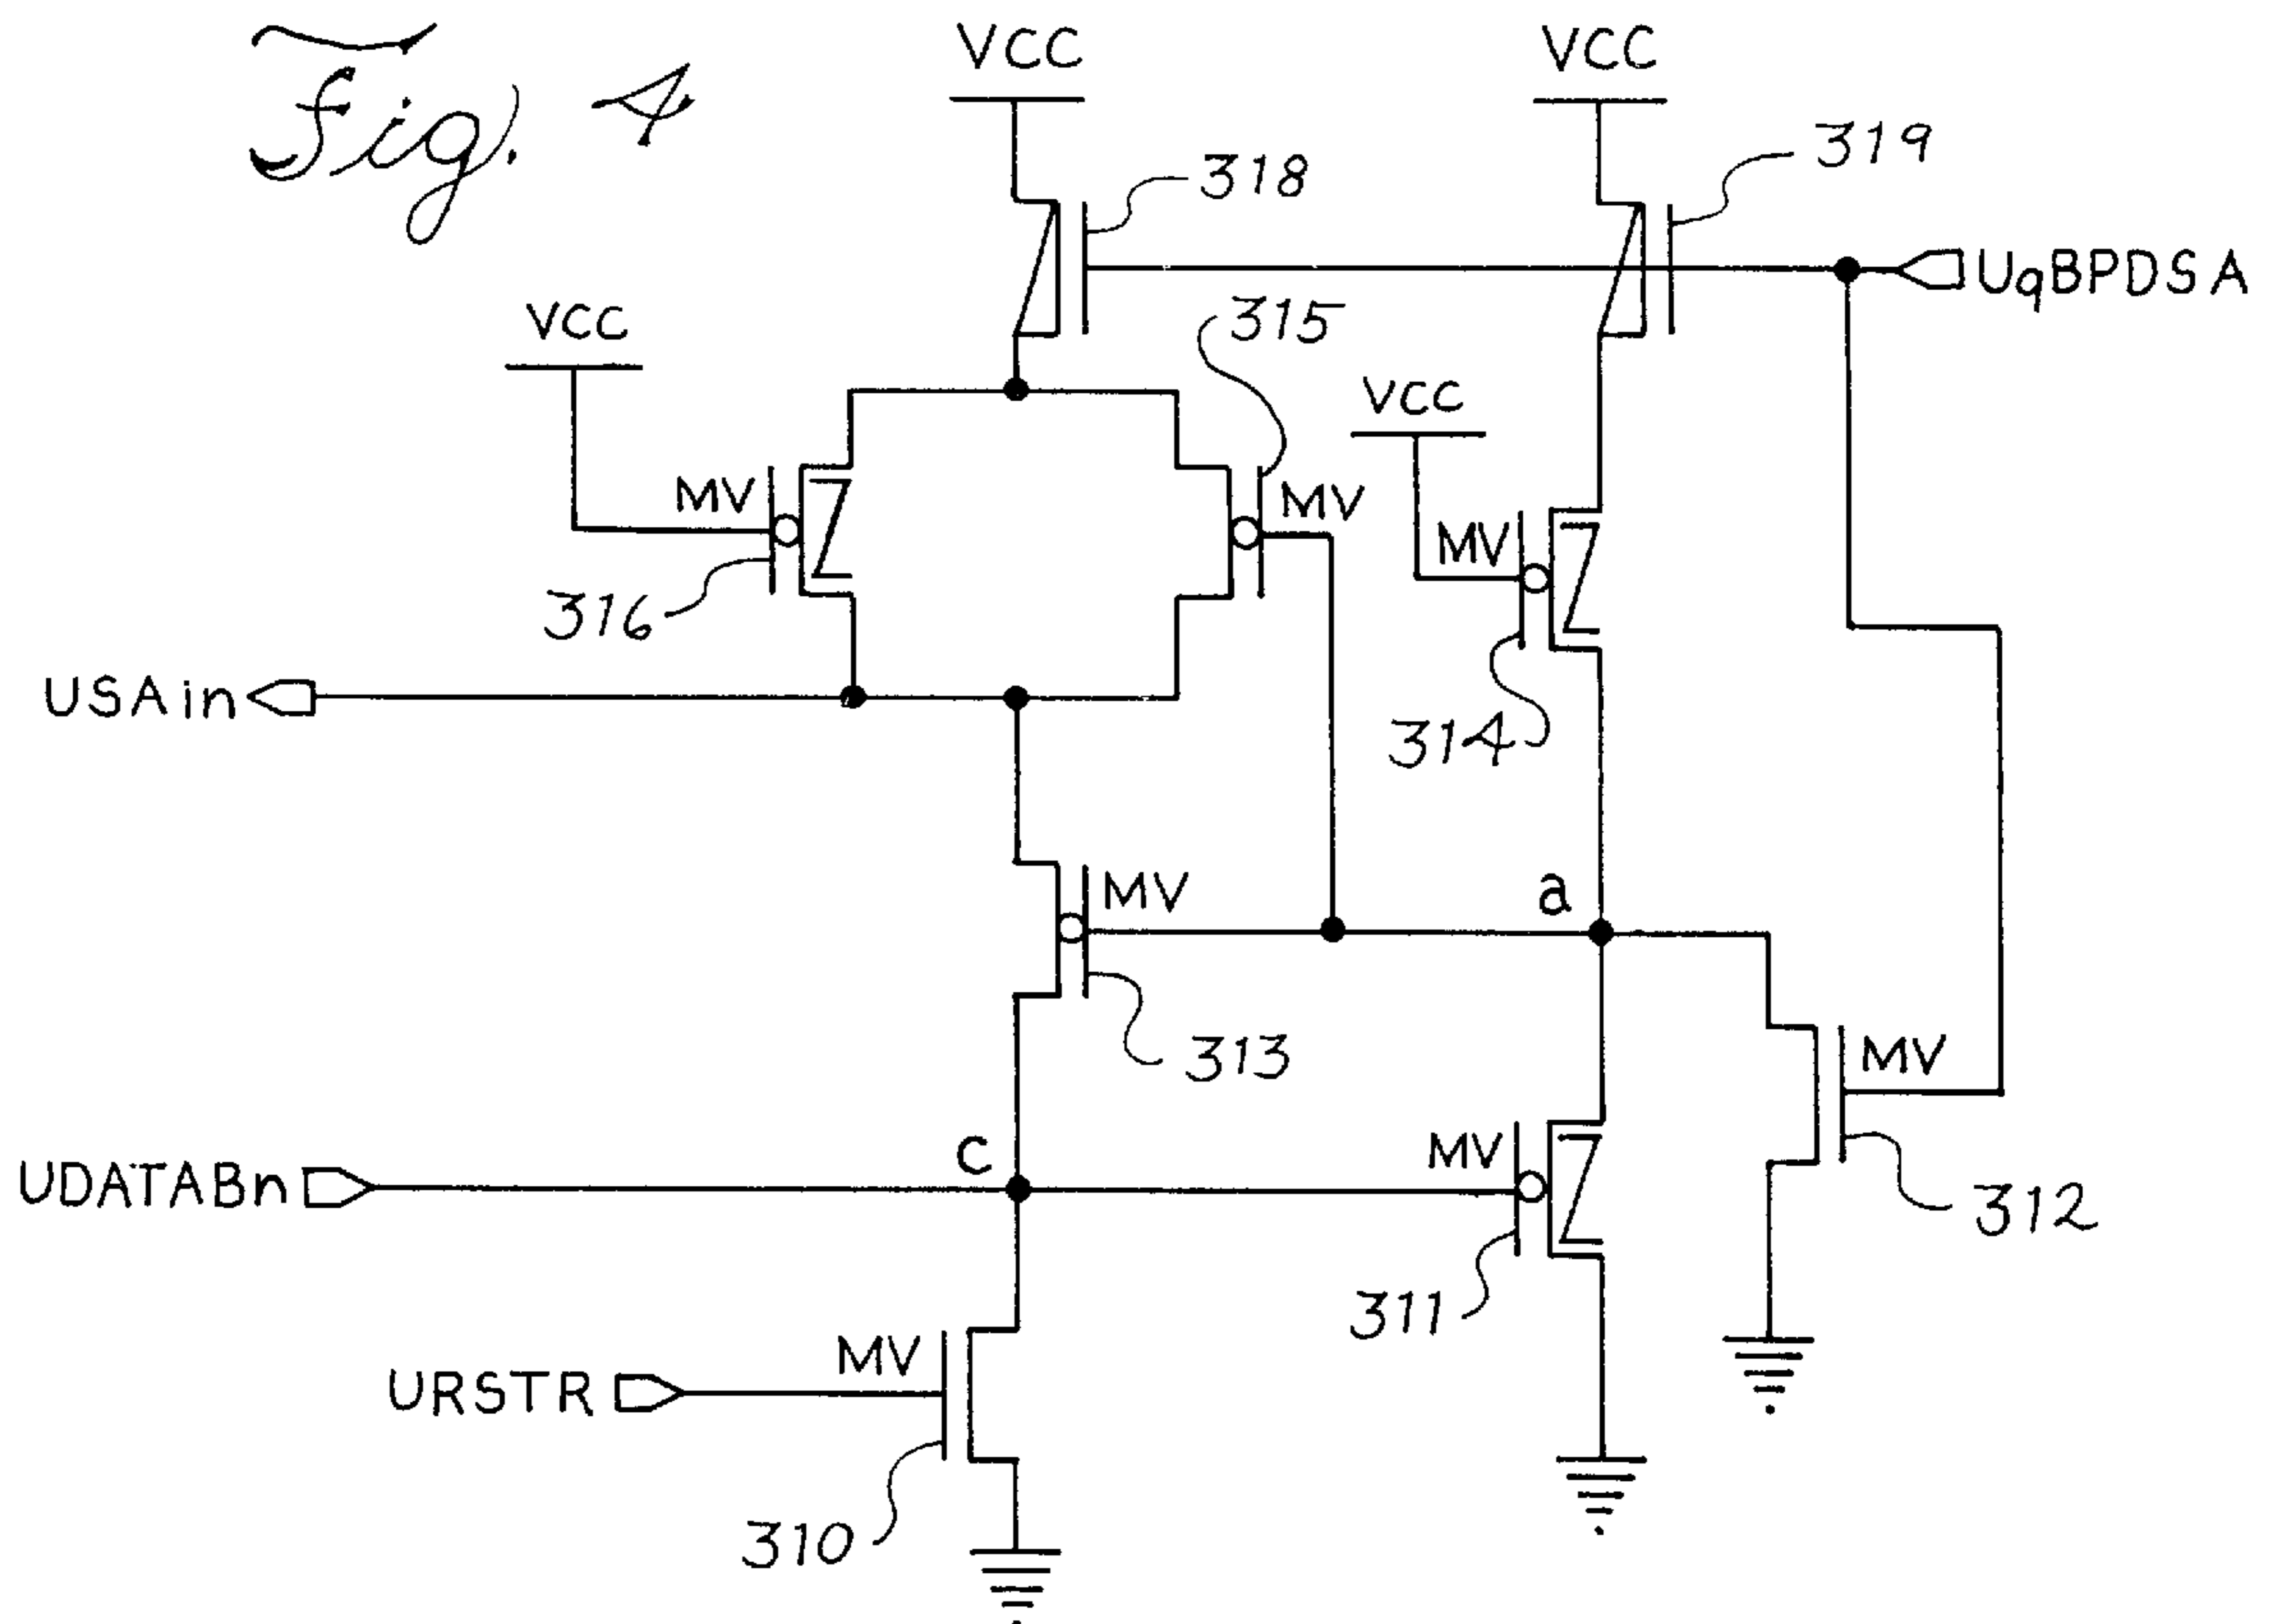 Fig. 4
VCC
VCC
318
319
UqBPDSA
VCC
315
VCC
MV
MV
MV
316
314
USAin
MV
a
313
MV
C
UDATABn
MV
312
311
MV
URSTR
310